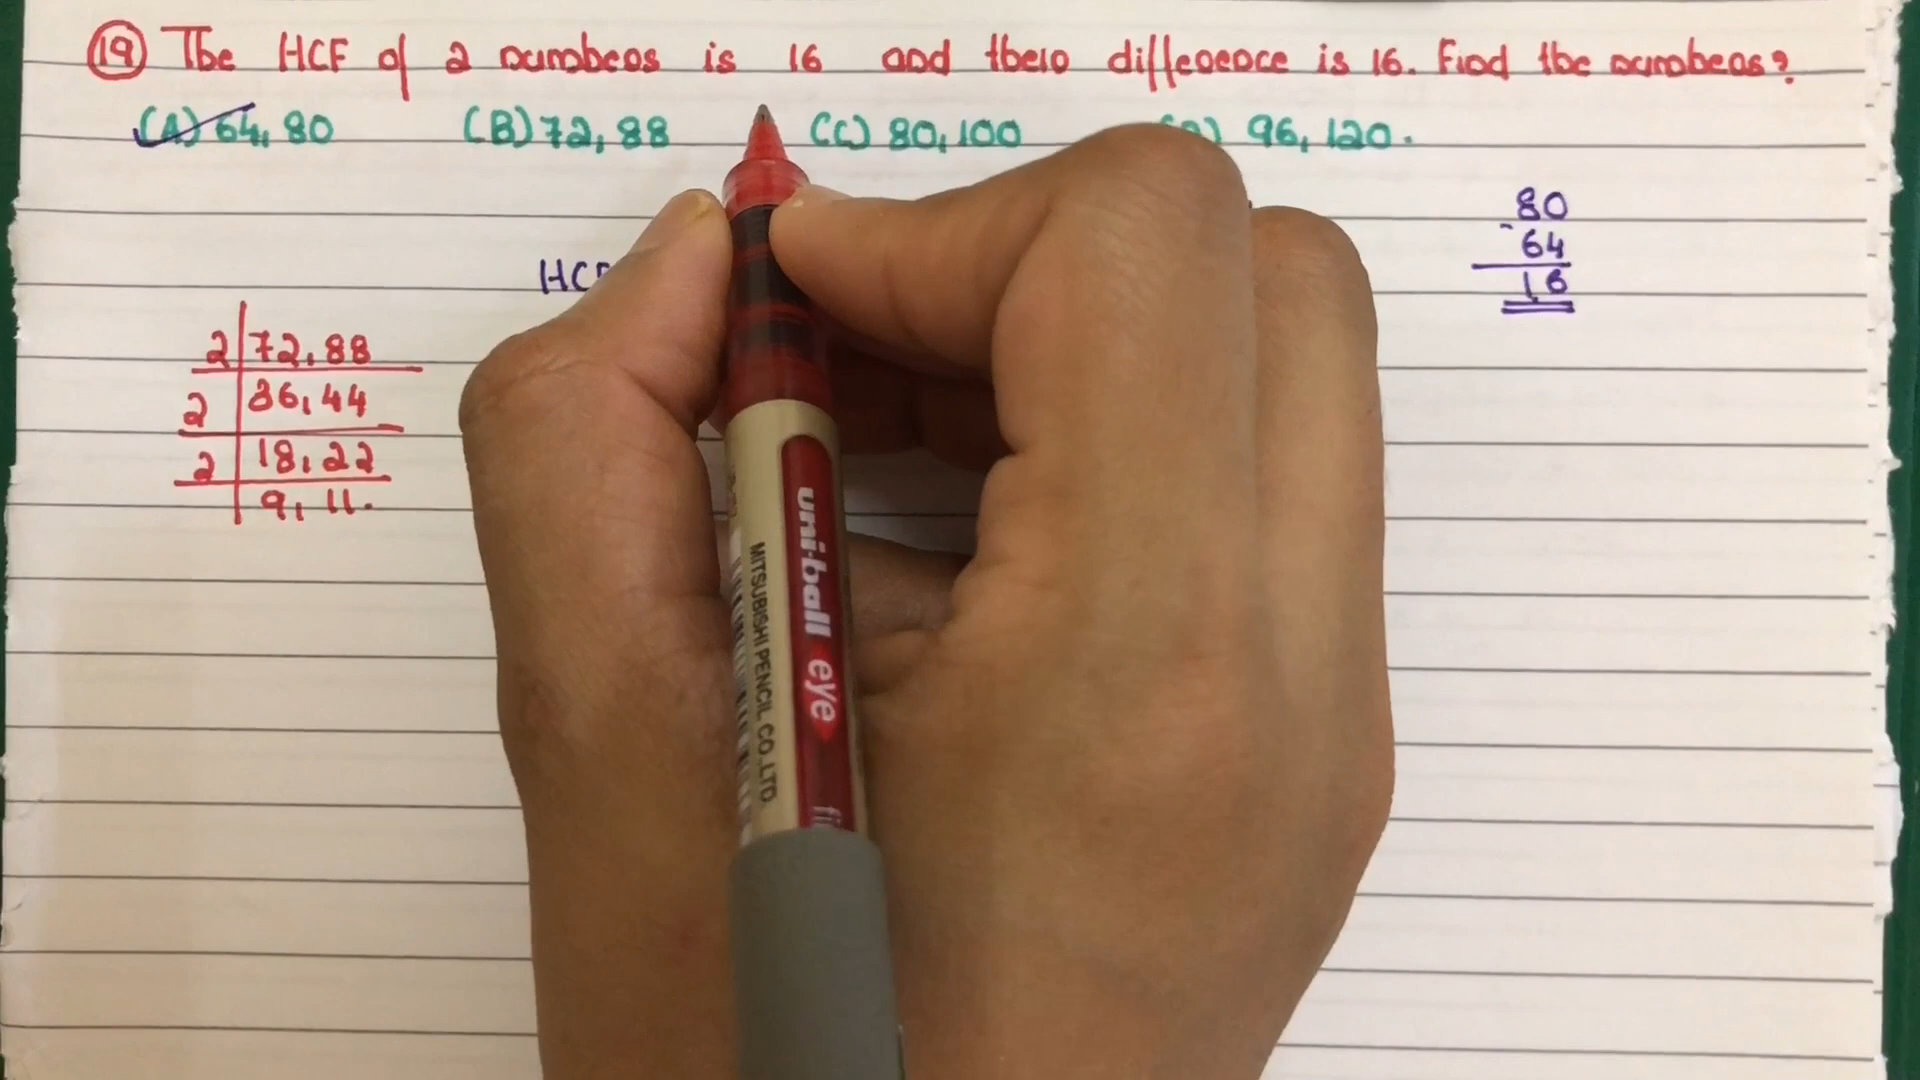 19 The HCF of 2 numbers is 16 and their difference is 16. Find the numbers?
(A) 64, 80 (B) 72, 88 (C) 80, 100 96, 120.
80
- 64
16
HCF
2 72, 88
2 36, 44
2 18, 22
9, 11.
uni-ball eye
MITSUBISHI PENCIL CO., LTD.